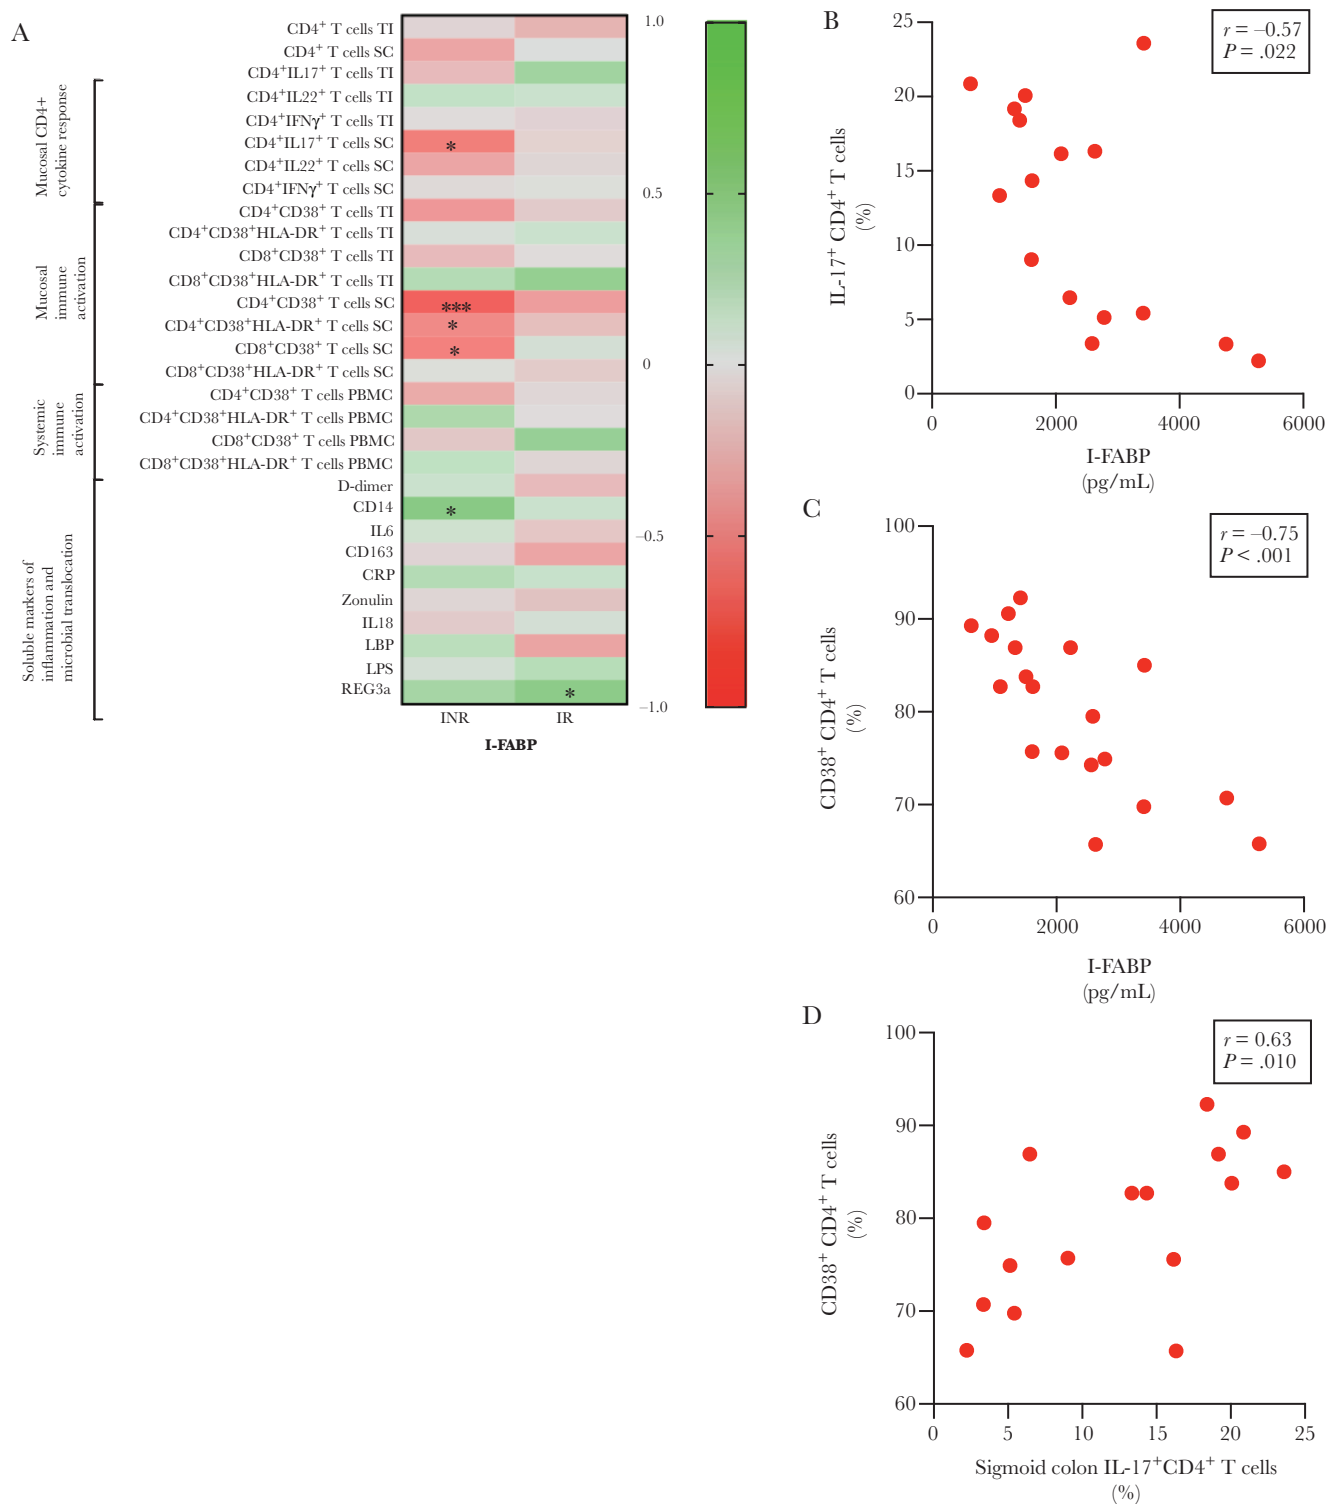 A
CD4⁺ T cells TI
CD4⁺ T cells SC
CD4⁺IL17⁺ T cells TI
CD4⁺IL22⁺ T cells TI
CD4⁺IFNγ⁺ T cells TI
CD4⁺IL17⁺ T cells SC
CD4⁺IL22⁺ T cells SC
CD4⁺IFNγ⁺ T cells SC
CD4⁺CD38⁺ T cells TI
CD4⁺CD38⁺HLA-DR⁺ T cells TI
CD8⁺CD38⁺ T cells TI
CD8⁺CD38⁺HLA-DR⁺ T cells TI
CD4⁺CD38⁺ T cells SC
CD4⁺CD38⁺HLA-DR⁺ T cells SC
CD8⁺CD38⁺ T cells SC
CD8⁺CD38⁺HLA-DR⁺ T cells SC
CD4⁺CD38⁺ T cells PBMC
CD4⁺CD38⁺HLA-DR⁺ T cells PBMC
CD8⁺CD38⁺ T cells PBMC
CD8⁺CD38⁺HLA-DR⁺ T cells PBMC
D-dimer
CD14
IL6
CD163
CRP
Zonulin
IL18
LBP
LPS
REG3a
Mucosal CD4+
cytokine response
Mucosal
immune
activation
Systemic
immune
activation
Soluble markers of
inflammation and
microbial translocation
*
***
*
*
*
*
INR
IR
I-FABP
1.0
0.5
0
–0.5
–1.0
B
r = –0.57
P = .022
IL-17⁺ CD4⁺ T cells
(%)
25
20
15
10
5
0
0 2000 4000 6000
I-FABP
(pg/mL)
C
r = –0.75
P < .001
CD38⁺ CD4⁺ T cells
(%)
100
90
80
70
60
0 2000 4000 6000
I-FABP
(pg/mL)
D
r = 0.63
P = .010
CD38⁺ CD4⁺ T cells
(%)
100
90
80
70
60
0 5 10 15 20 25
Sigmoid colon IL-17⁺CD4⁺ T cells
(%)